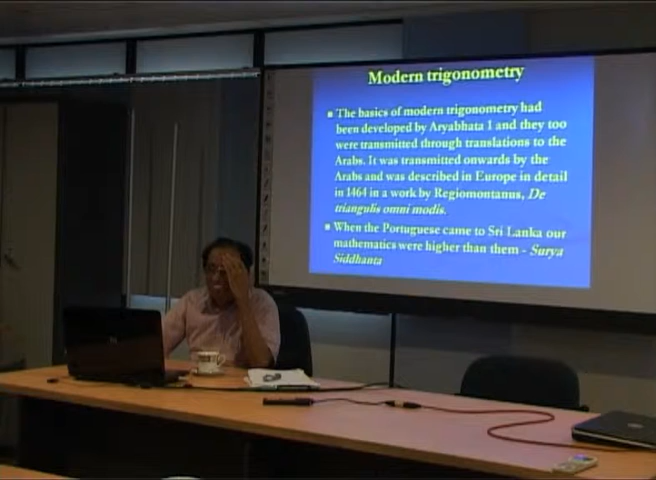 Modern trigonometry
The basics of modern trigonometry had
been developed by Aryabhata I and they too
were transmitted through translations to the
Arabs. It was transmitted onwards by the
Arabs and was described in Europe in detail
in 1464 in a work by Regiomontanus, De
triangulis omni modis.
When the Portuguese came to Sri Lanka our
mathematics were higher than them - Surya
Siddhanta